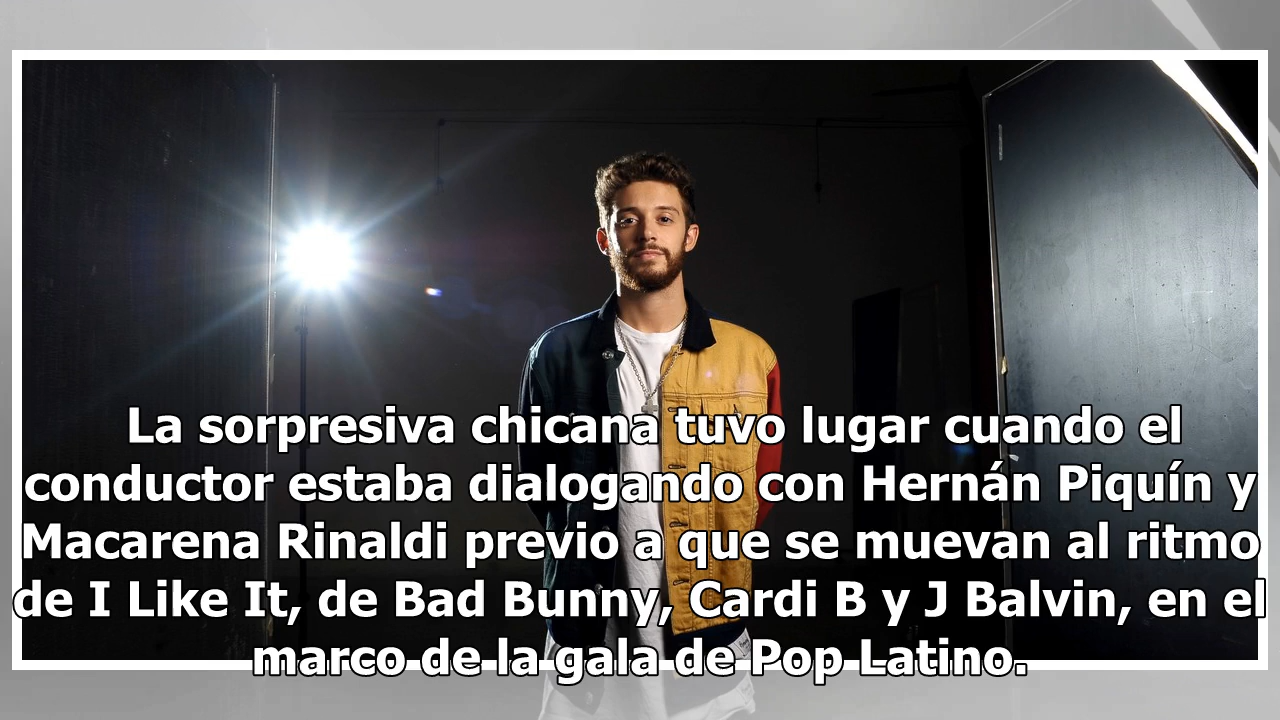 La sorpresiva chicana tuvo lugar cuando el
conductor estaba dialogando con Hernán Piquín y
Macarena Rinaldi previo a que se muevan al ritmo
de I Like It, de Bad Bunny, Cardi B y J Balvin, en el
marco de la gala de Pop Latino.